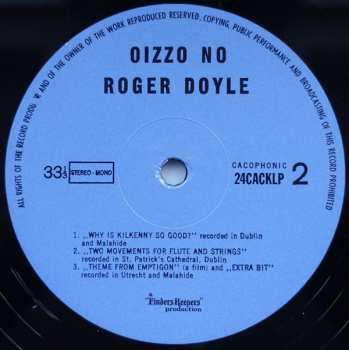 ALL RIGHTS OF THE RECORD PRODUCER AND OF THE OWNER OF THE WORK REPRODUCED RESERVED, COPYING, PUBLIC PERFORMANCE AND BROADCASTING OF THIS RECORD PROHIBITED
OIZZO NO
ROGER DOYLE
33⅓ STEREO - MONO
CACOPHONIC
24CACKLP 2
1. „WHY IS KILKENNY SO GOOD?" recorded in Dublin
and Malahide
2. „TWO MOVEMENTS FOR FLUTE AND STRINGS"
recorded in St. Patrick's Cathedral, Dublin
3. „THEME FROM EMPTIGON" (a film) and „EXTRA BIT"
recorded in Utrecht and Malahide
a
Finders Keepers
production